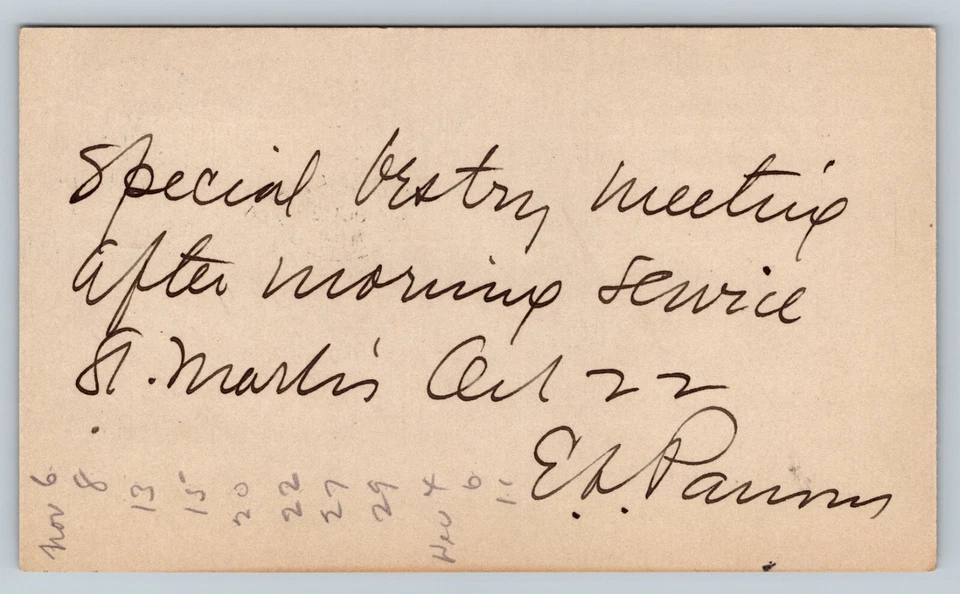 Special Vestry meeting
after morning service
St. Martin's Oct 22
E. L. Parsons
Nov 6
8
13
15
20
22
27
29
Dec 4
6
11